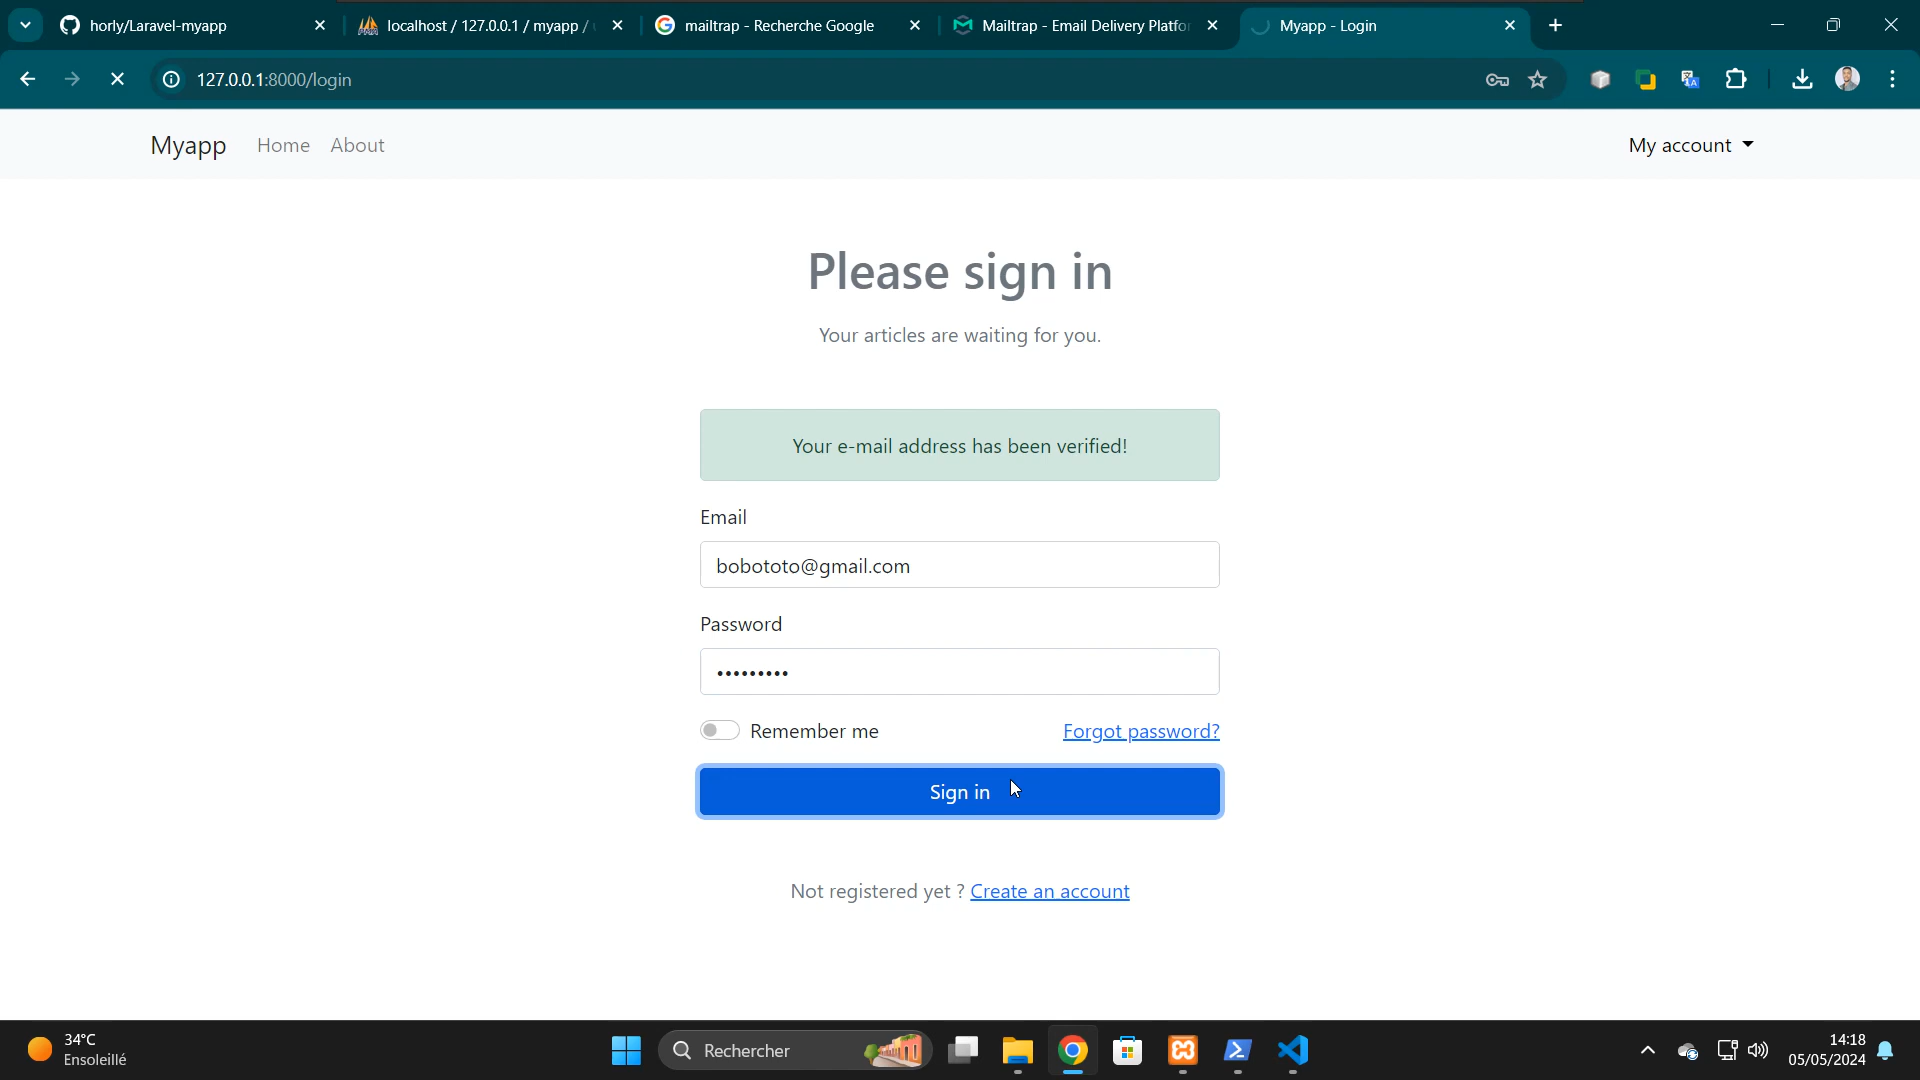 horly/Laravel-myapp
localhost / 127.0.0.1 / myapp /
mailtrap - Recherche Google
Mailtrap - Email Delivery Platfor
Myapp - Login
127.0.0.1:8000/login
Myapp
Home
About
My account
Please sign in
Your articles are waiting for you.
Your e-mail address has been verified!
Email
bobototo@gmail.com
Password
•••••••••
Remember me
Forgot password?
Sign in
Not registered yet ? Create an account
34°C
Ensoleillé
Rechercher
14:18
05/05/2024